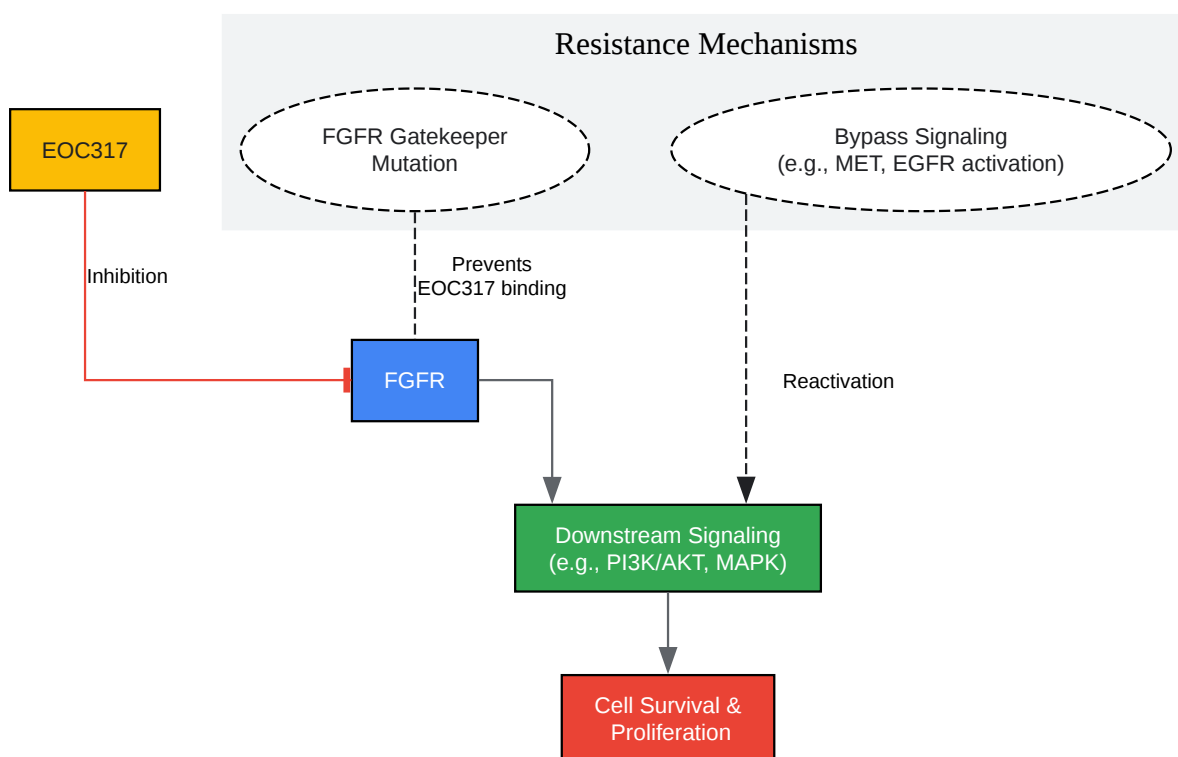 Resistance Mechanisms
EOC317
FGFR Gatekeeper
Mutation
Bypass Signaling
(e.g., MET, EGFR activation)
Inhibition
Prevents
EOC317 binding
FGFR
Reactivation
Downstream Signaling
(e.g., PI3K/AKT, MAPK)
Cell Survival &
Proliferation